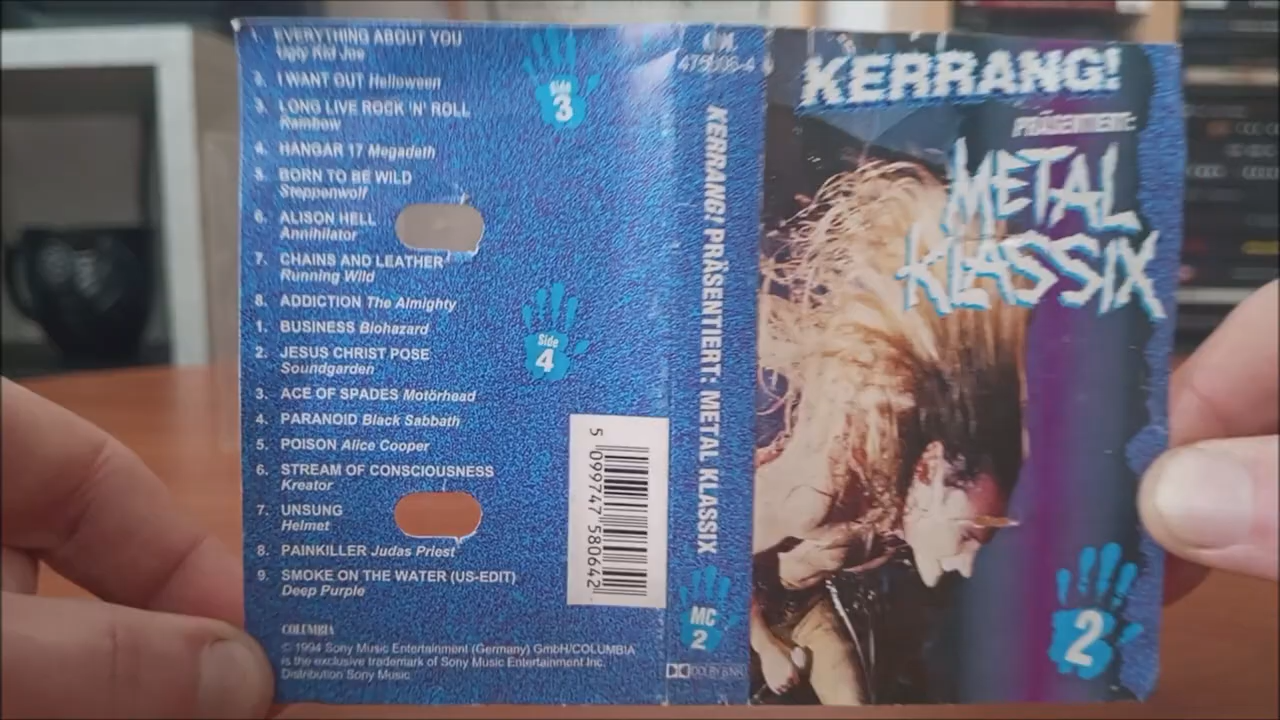 1. EVERYTHING ABOUT YOU
Ugly Kid Joe
2. I WANT OUT Helloween
3. LONG LIVE ROCK 'N' ROLL
Rainbow
4. HANGAR 17 Megadeth
5. BORN TO BE WILD
Steppenwolf
6. ALISON HELL
Annihilator
7. CHAINS AND LEATHER
Running Wild
8. ADDICTION The Almighty
Side
3
1. BUSINESS Biohazard
2. JESUS CHRIST POSE
Soundgarden
3. ACE OF SPADES Motörhead
4. PARANOID Black Sabbath
5. POISON Alice Cooper
6. STREAM OF CONSCIOUSNESS
Kreator
7. UNSUNG
Helmet
8. PAINKILLER Judas Priest
9. SMOKE ON THE WATER (US-EDIT)
Deep Purple
Side
4
5 099747 580642
COLUMBIA
© 1994 Sony Music Entertainment (Germany) GmbH/COLUMBIA
is the exclusive trademark of Sony Music Entertainment Inc.
Distribution Sony Music
KERRANG! PRÄSENTIERT: METAL KLASSIX
MC
2
KERRANG!
PRÄSENTIERT:
METAL
KLASSIX
2